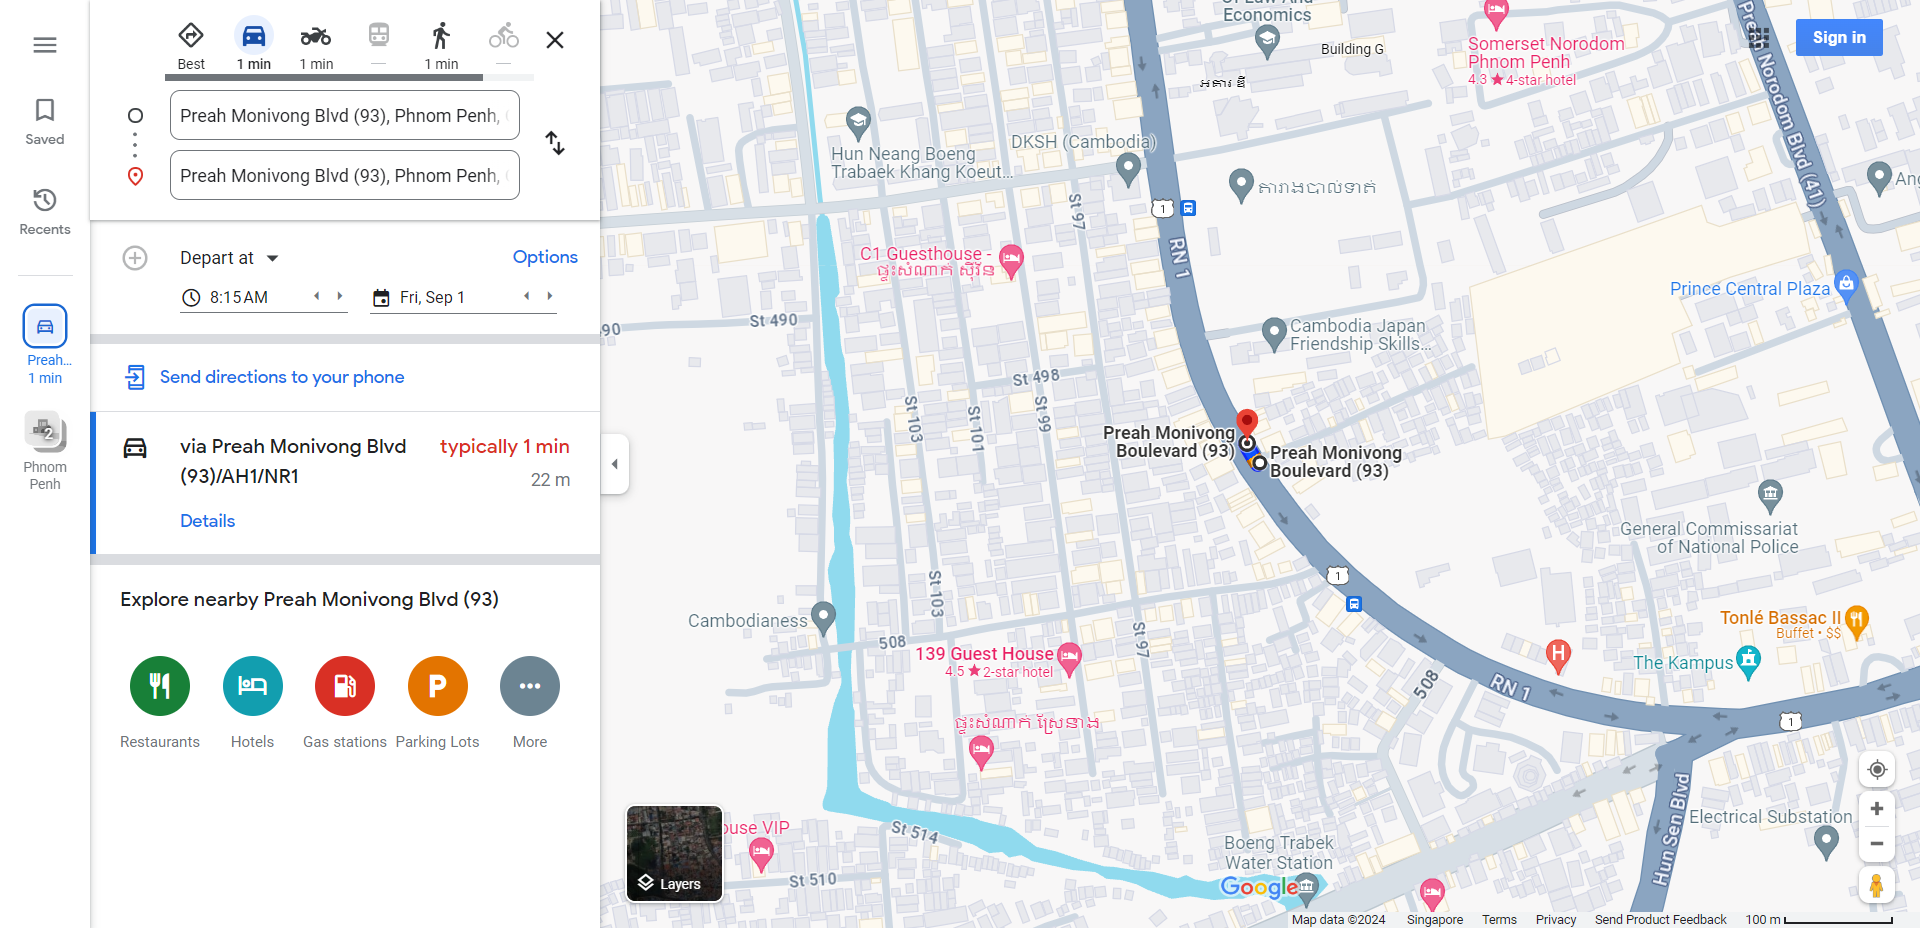 Best
1 min
1 min
—
1 min
—
Saved
Recents
Preah...
1 min
2
Phnom
Penh
Preah Monivong Blvd (93), Phnom Penh,
Preah Monivong Blvd (93), Phnom Penh,
Depart at
Options
8:15 AM
Fri, Sep 1
Send directions to your phone
via Preah Monivong Blvd
(93)/AH1/NR1
typically 1 min
22 m
Details
Explore nearby Preah Monivong Blvd (93)
P
Restaurants
Hotels
Gas stations
Parking Lots
More
Economics
Building G
អគារ ឌី
Somerset Norodom
Phnom Penh
4.3 ★ 4-star hotel
Preah Norodom Blvd (41)
Sign in
Hun Neang Boeng
Trabaek Khang Koeut...
DKSH (Cambodia)
តារាងបាល់ទាត់
St 97
1
RN 1
C1 Guesthouse -
ផ្ទះសំណាក់ ស៊ីវ័ន
Prince Central Plaza
St 490
Cambodia Japan
Friendship Skills...
St 498
St 103
St 101
St 99
Preah Monivong
Boulevard (93)
Preah Monivong
Boulevard (93)
General Commissariat
of National Police
1
St 103
Cambodianess
508
St 97
139 Guest House
4.5 ★ 2-star hotel
Tonlé Bassac II
Buffet • $$
H
The Kampus
508
RN 1
1
ផ្ទះសំណាក់ ស្រែនាង
Hun Sen Blvd
Electrical Substation
ouse VIP
St 514
Boeng Trabek
Water Station
St 510
Layers
Google
Map data ©2024
Singapore
Terms
Privacy
Send Product Feedback
100 m